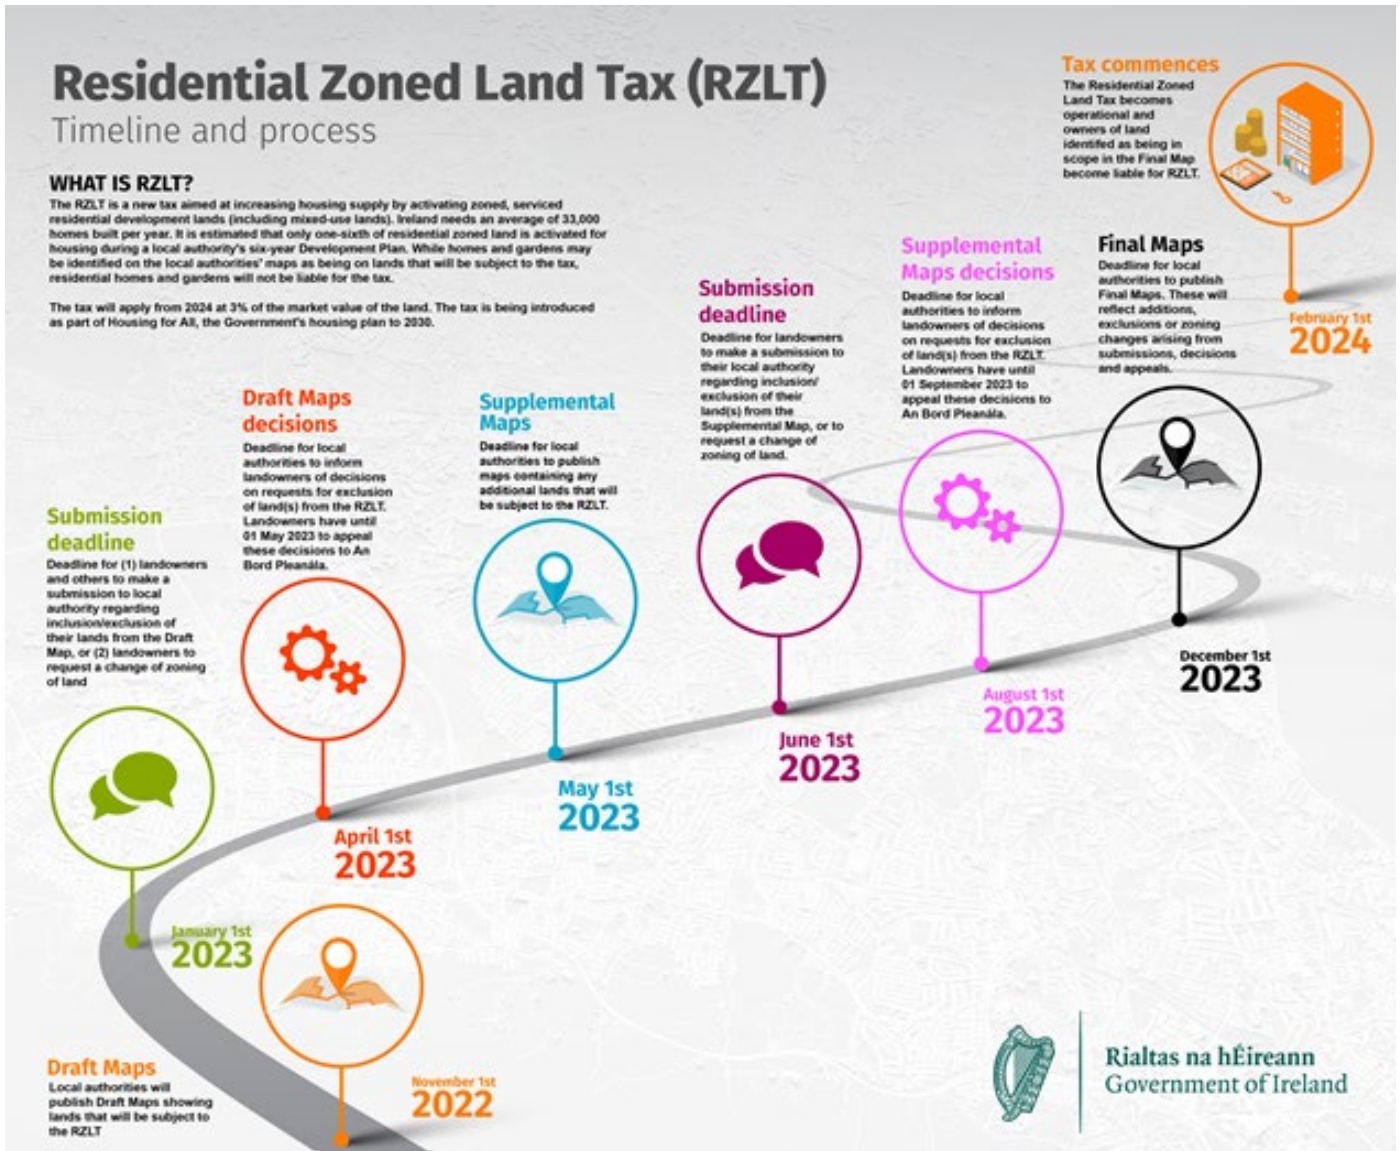 Residential Zoned Land Tax (RZLT)
Timeline and process
WHAT IS RZLT?
The RZLT is a new tax aimed at increasing housing supply by activating zoned, serviced
residential development lands (including mixed-use lands). Ireland needs an average of 33,000
homes built per year. It is estimated that only one-sixth of residential zoned land is activated for
housing during a local authority's six-year Development Plan. While homes and gardens may
be identified on the local authorities' maps as being on lands that will be subject to the tax,
residential homes and gardens will not be liable for the tax.
The tax will apply from 2024 at 3% of the market value of the land. The tax is being introduced
as part of Housing for All, the Government's housing plan to 2030.
Draft Maps
Local authorities will
publish Draft Maps showing
lands that will be subject to
the RZLT
November 1st
2022
Submission
deadline
Deadline for (1) landowners
and others to make a
submission to local
authority regarding
inclusion/exclusion of
their lands from the Draft
Map, or (2) landowners to
request a change of zoning
of land
January 1st
2023
Draft Maps
decisions
Deadline for local
authorities to inform
landowners of decisions
on requests for exclusion
of land(s) from the RZLT.
Landowners have until
01 May 2023 to appeal
these decisions to An
Bord Pleanála.
April 1st
2023
Supplemental
Maps
Deadline for local
authorities to publish
maps containing any
additional lands that will
be subject to the RZLT.
May 1st
2023
Submission
deadline
Deadline for landowners
to make a submission to
their local authority
regarding inclusion/
exclusion of their
land(s) from the
Supplemental Map, or to
request a change of
zoning of land.
June 1st
2023
Supplemental
Maps decisions
Deadline for local
authorities to inform
landowners of decisions
on requests for exclusion
of land(s) from the RZLT.
Landowners have until
01 September 2023 to
appeal these decisions to
An Bord Pleanála.
August 1st
2023
Final Maps
Deadline for local
authorities to publish
Final Maps. These will
reflect additions,
exclusions or zoning
changes arising from
submissions, decisions
and appeals.
December 1st
2023
Tax commences
The Residential Zoned
Land Tax becomes
operational and
owners of land
identifed as being in
scope in the Final Map
become liable for RZLT.
February 1st
2024
Rialtas na hÉireann
Government of Ireland